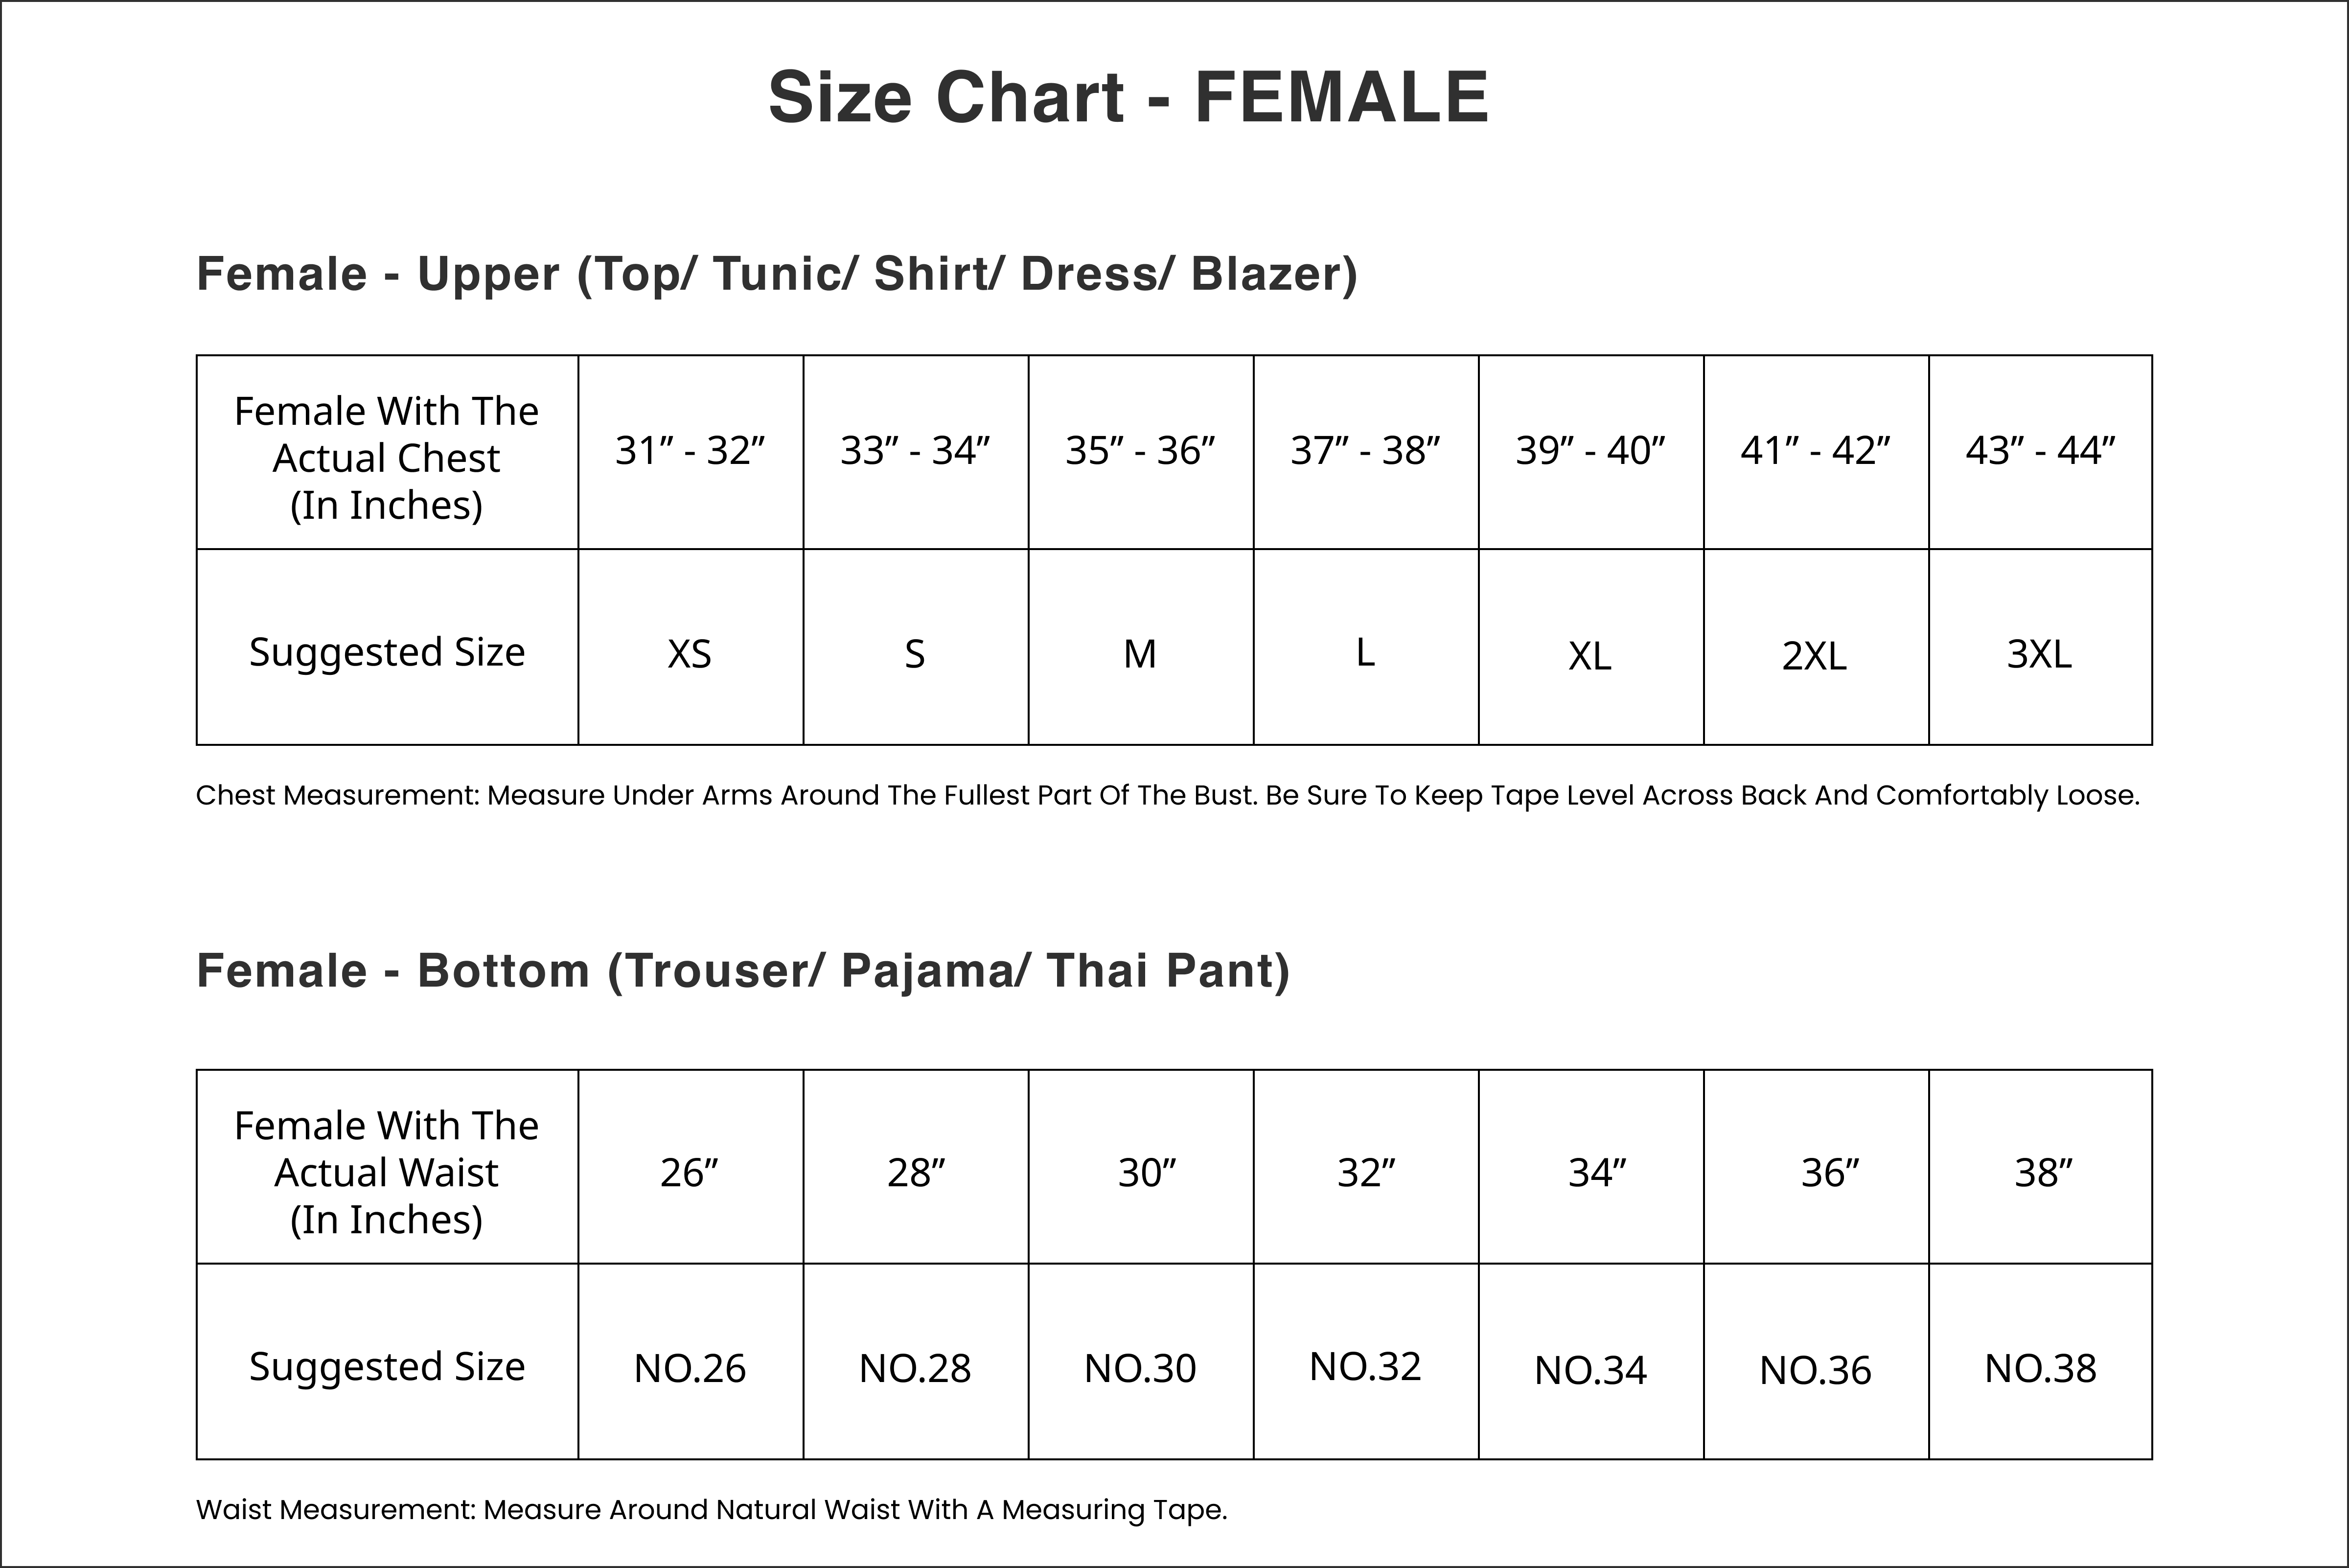 Size Chart - FEMALE
Female - Upper (Top/ Tunic/ Shirt/ Dress/ Blazer)
Female With The
Actual Chest
(In Inches)
31” - 32”
33” - 34”
35” - 36”
37” - 38”
39” - 40”
41” - 42”
43” - 44”
Suggested Size
XS
S
M
L
XL
2XL
3XL
Chest Measurement: Measure Under Arms Around The Fullest Part Of The Bust. Be Sure To Keep Tape Level Across Back And Comfortably Loose.
Female - Bottom (Trouser/ Pajama/ Thai Pant)
Female With The
Actual Waist
(In Inches)
26”
28”
30”
32”
34”
36”
38”
Suggested Size
NO.26
NO.28
NO.30
NO.32
NO.34
NO.36
NO.38
Waist Measurement: Measure Around Natural Waist With A Measuring Tape.